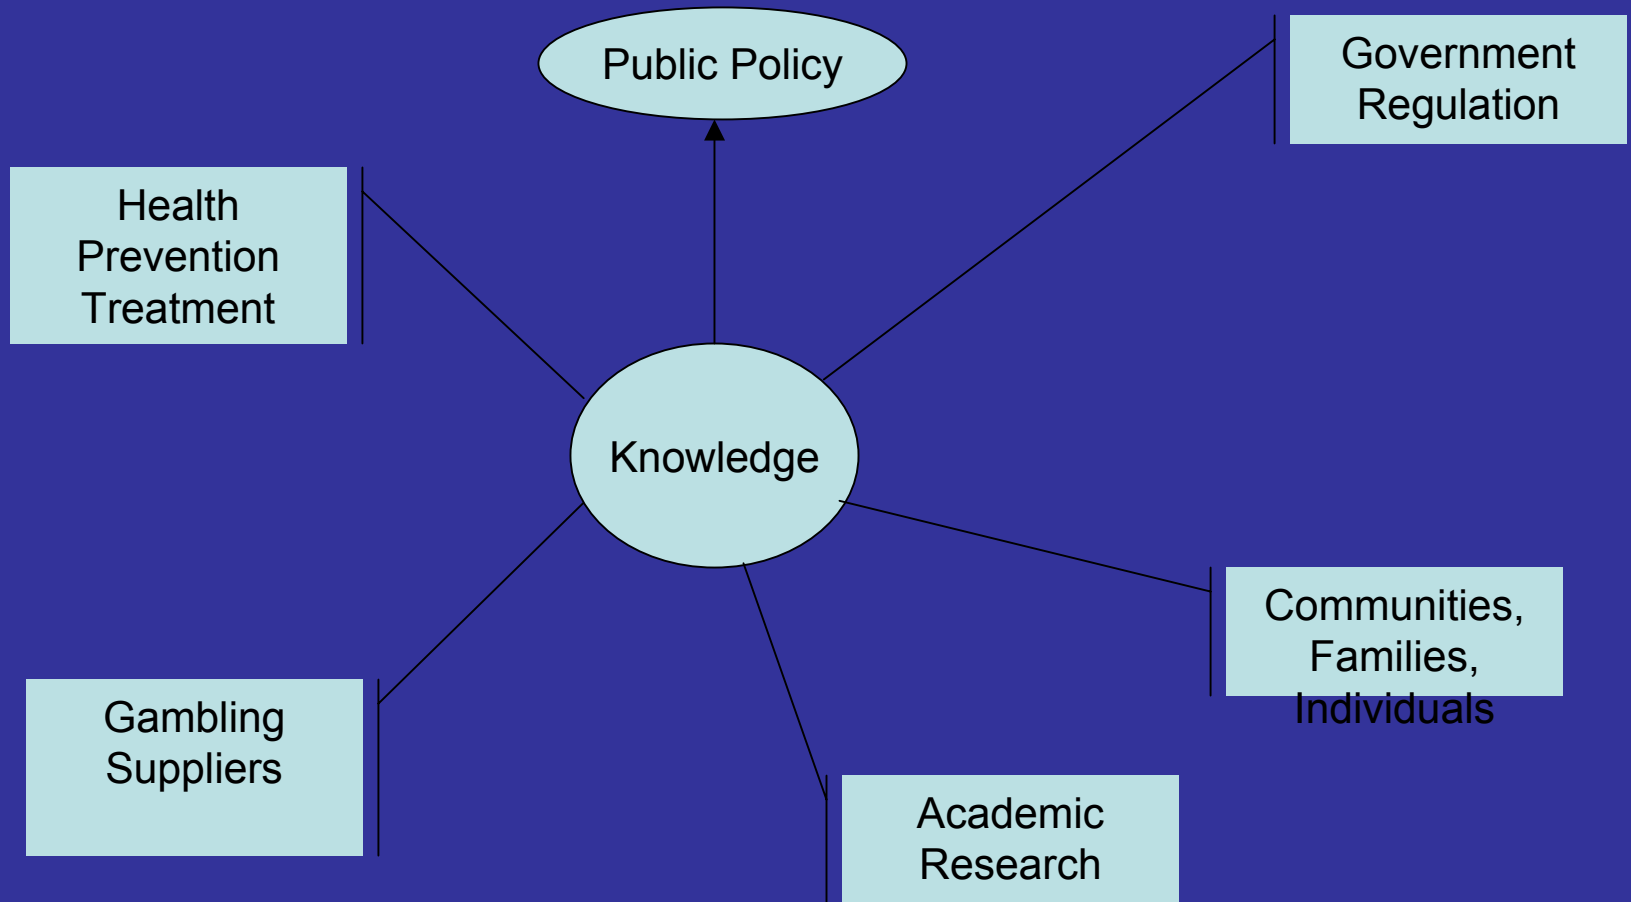 Public Policy
Government
Regulation
Health
Prevention
Treatment
Knowledge
Communities,
Families,
Individuals
Gambling
Suppliers
Academic
Research